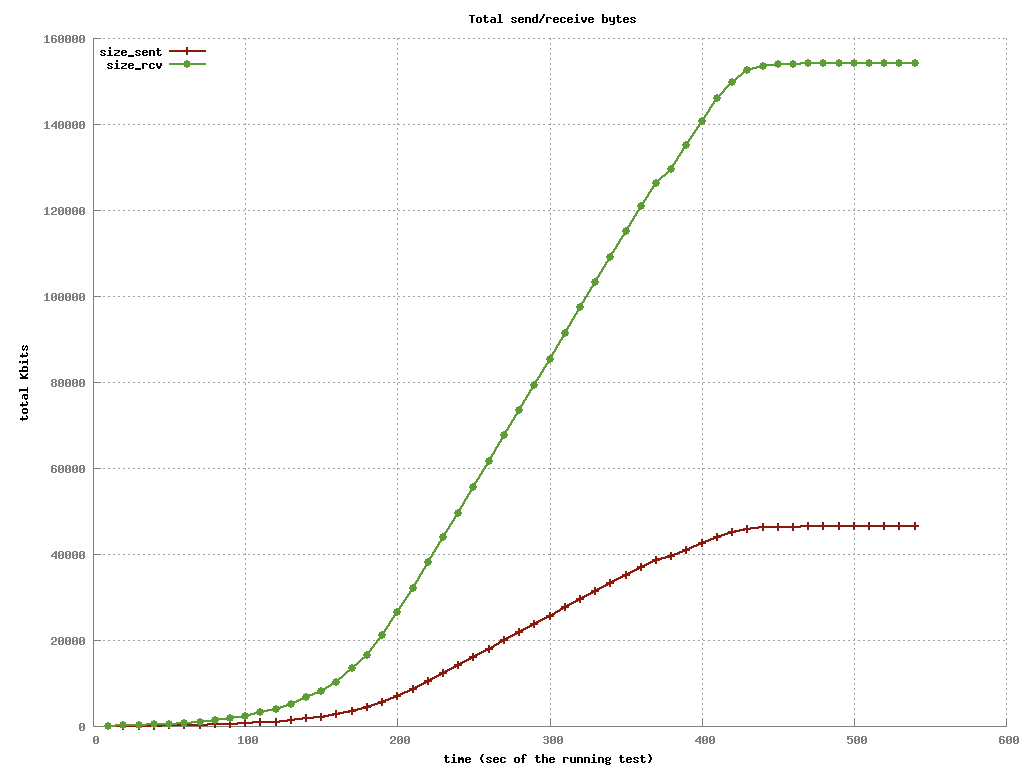 Total send/receive bytes
size_sent
size_rcv
160000
140000
120000
100000
80000
60000
40000
20000
0
total Kbits
0 100 200 300 400 500 600
time (sec of the running test)